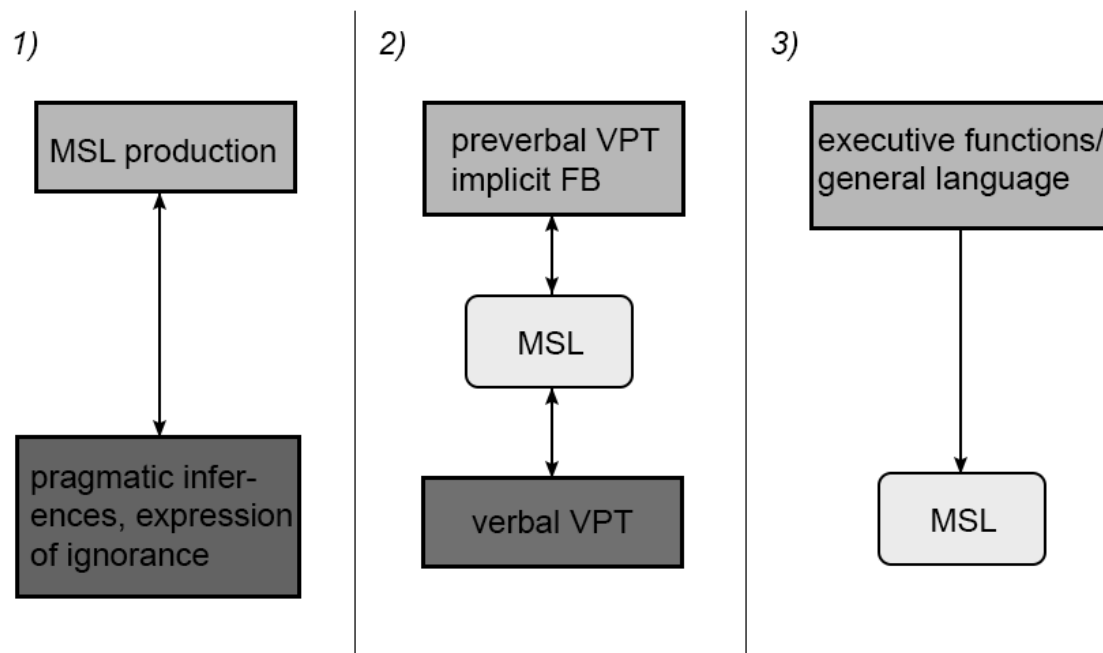 1)
MSL production
pragmatic infer-
ences, expression
of ignorance
2)
preverbal VPT
implicit FB
MSL
verbal VPT
3)
executive functions/
general language
MSL